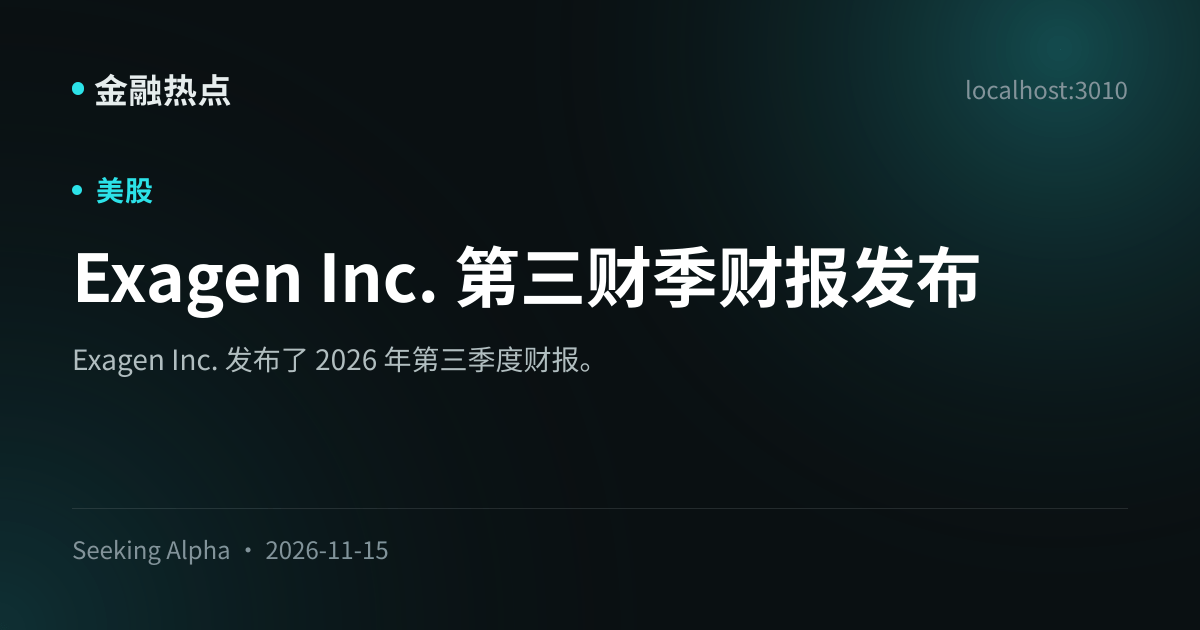 金融热点
localhost:3010
美股
Exagen Inc. 第三财季财报发布
Exagen Inc. 发布了 2026 年第三季度财报。
Seeking Alpha • 2026-11-15